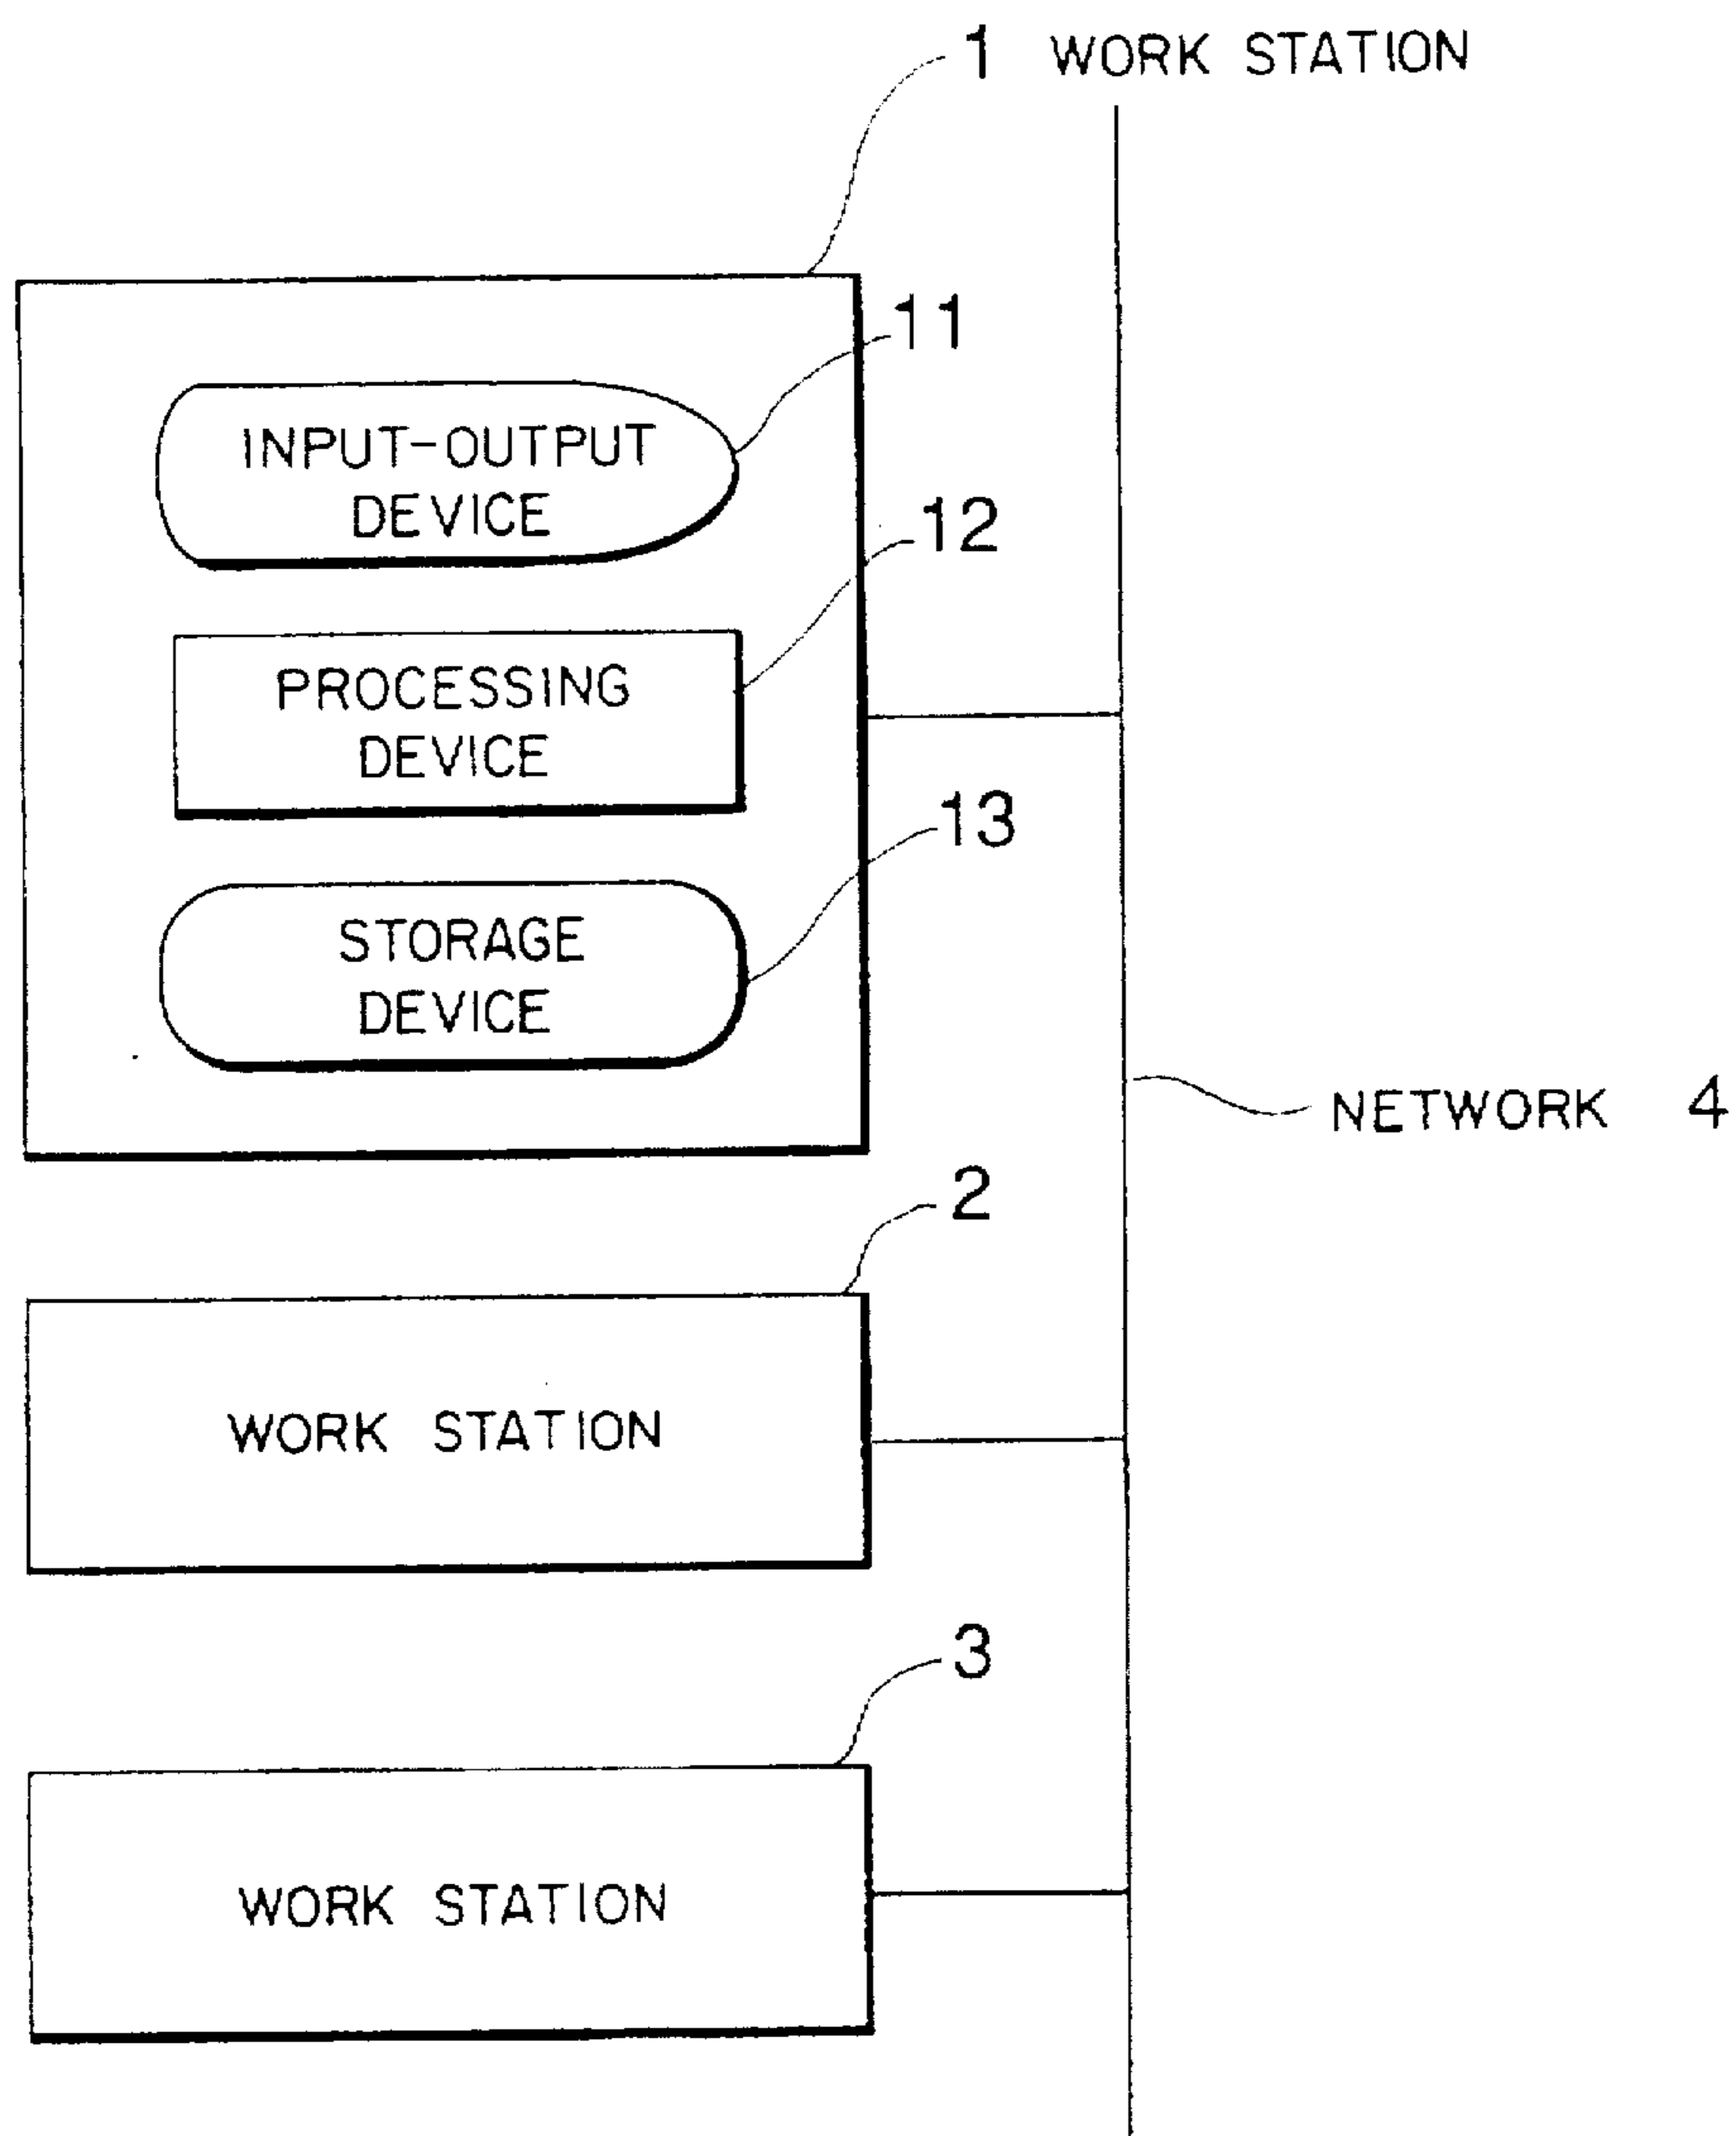 1 WORK STATION
11
INPUT-OUTPUT
DEVICE
12
PROCESSING
DEVICE
13
STORAGE
DEVICE
NETWORK 4
2
WORK STATION
3
WORK STATION